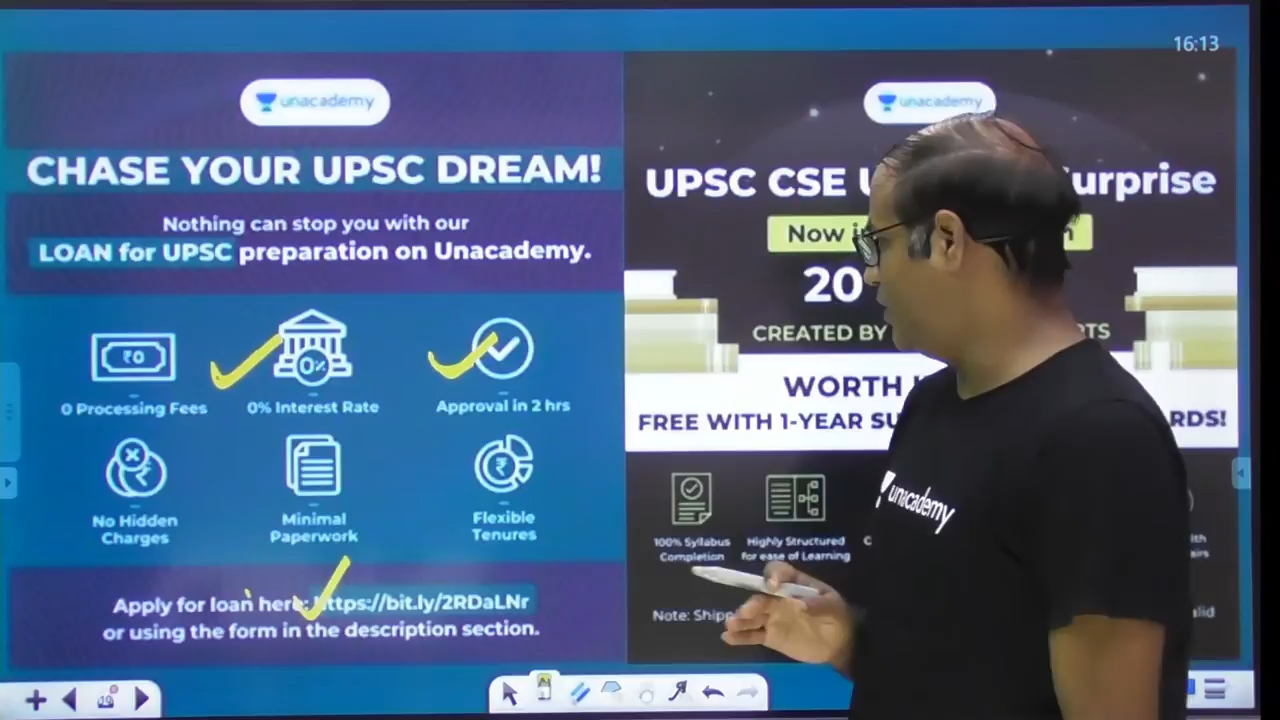 16:13
unacademy
CHASE YOUR UPSC DREAM!
Nothing can stop you with our
LOAN for UPSC preparation on Unacademy.
₹0
0%
0 Processing Fees
0% Interest Rate
Approval in 2 hrs
No Hidden
Charges
Minimal
Paperwork
Flexible
Tenures
Apply for loan here: https://bit.ly/2RDaLNr
or using the form in the description section.
unacademy
UPSC CSE
Now
20
CREATED BY
WORTH
FREE WITH 1-YEAR
100% Syllabus
Completion
Highly Structured
for ease of Learning
Note:
unacademy